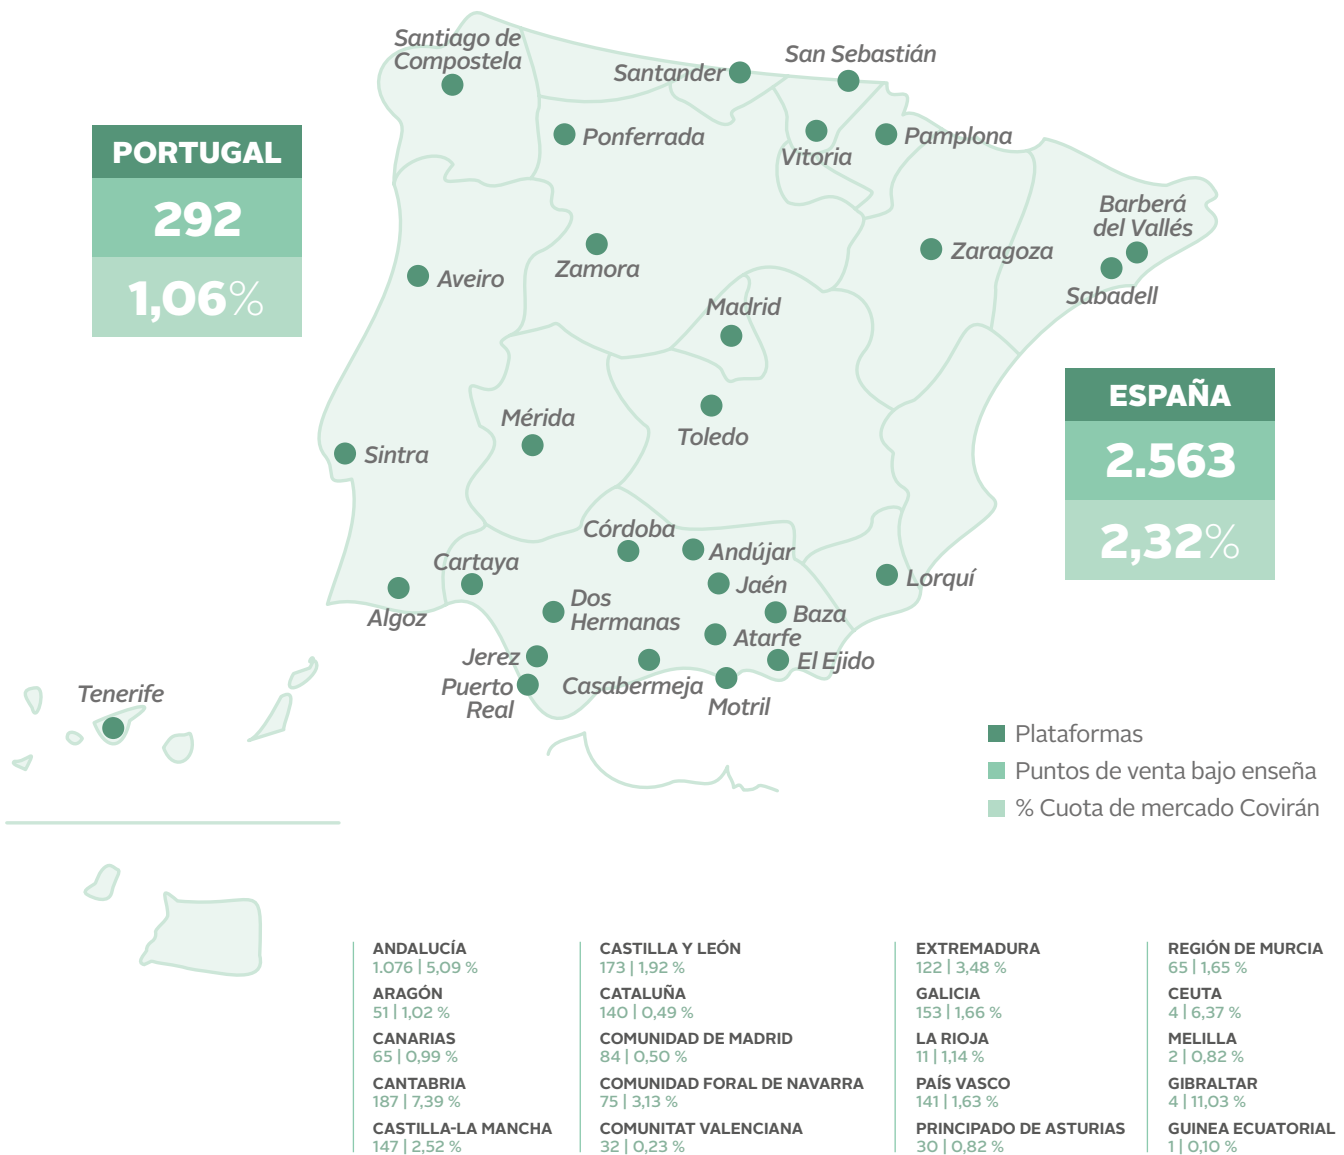 Santiago de
Compostela
Santander
San Sebastián
Ponferrada
Vitoria
Pamplona
PORTUGAL
292
1,06%
Barberá
del Vallés
Zamora
Zaragoza
Aveiro
Sabadell
Madrid
ESPAÑA
2.563
2,32%
Mérida
Toledo
Sintra
Córdoba
Andújar
Cartaya
Jaén
Lorquí
Algoz
Dos
Hermanas
Baza
Atarfe
Jerez
El Ejido
Puerto
Real
Casabermeja
Motril
Tenerife
Plataformas
Puntos de venta bajo enseña
% Cuota de mercado Covirán
ANDALUCÍA
1.076 | 5,09 %
ARAGÓN
51 | 1,02 %
CANARIAS
65 | 0,99 %
CANTABRIA
187 | 7,39 %
CASTILLA-LA MANCHA
147 | 2,52 %
CASTILLA Y LEÓN
173 | 1,92 %
CATALUÑA
140 | 0,49 %
COMUNIDAD DE MADRID
84 | 0,50 %
COMUNIDAD FORAL DE NAVARRA
75 | 3,13 %
COMUNITAT VALENCIANA
32 | 0,23 %
EXTREMADURA
122 | 3,48 %
GALICIA
153 | 1,66 %
LA RIOJA
11 | 1,14 %
PAÍS VASCO
141 | 1,63 %
PRINCIPADO DE ASTURIAS
30 | 0,82 %
REGIÓN DE MURCIA
65 | 1,65 %
CEUTA
4 | 6,37 %
MELILLA
2 | 0,82 %
GIBRALTAR
4 | 11,03 %
GUINEA ECUATORIAL
1 | 0,10 %